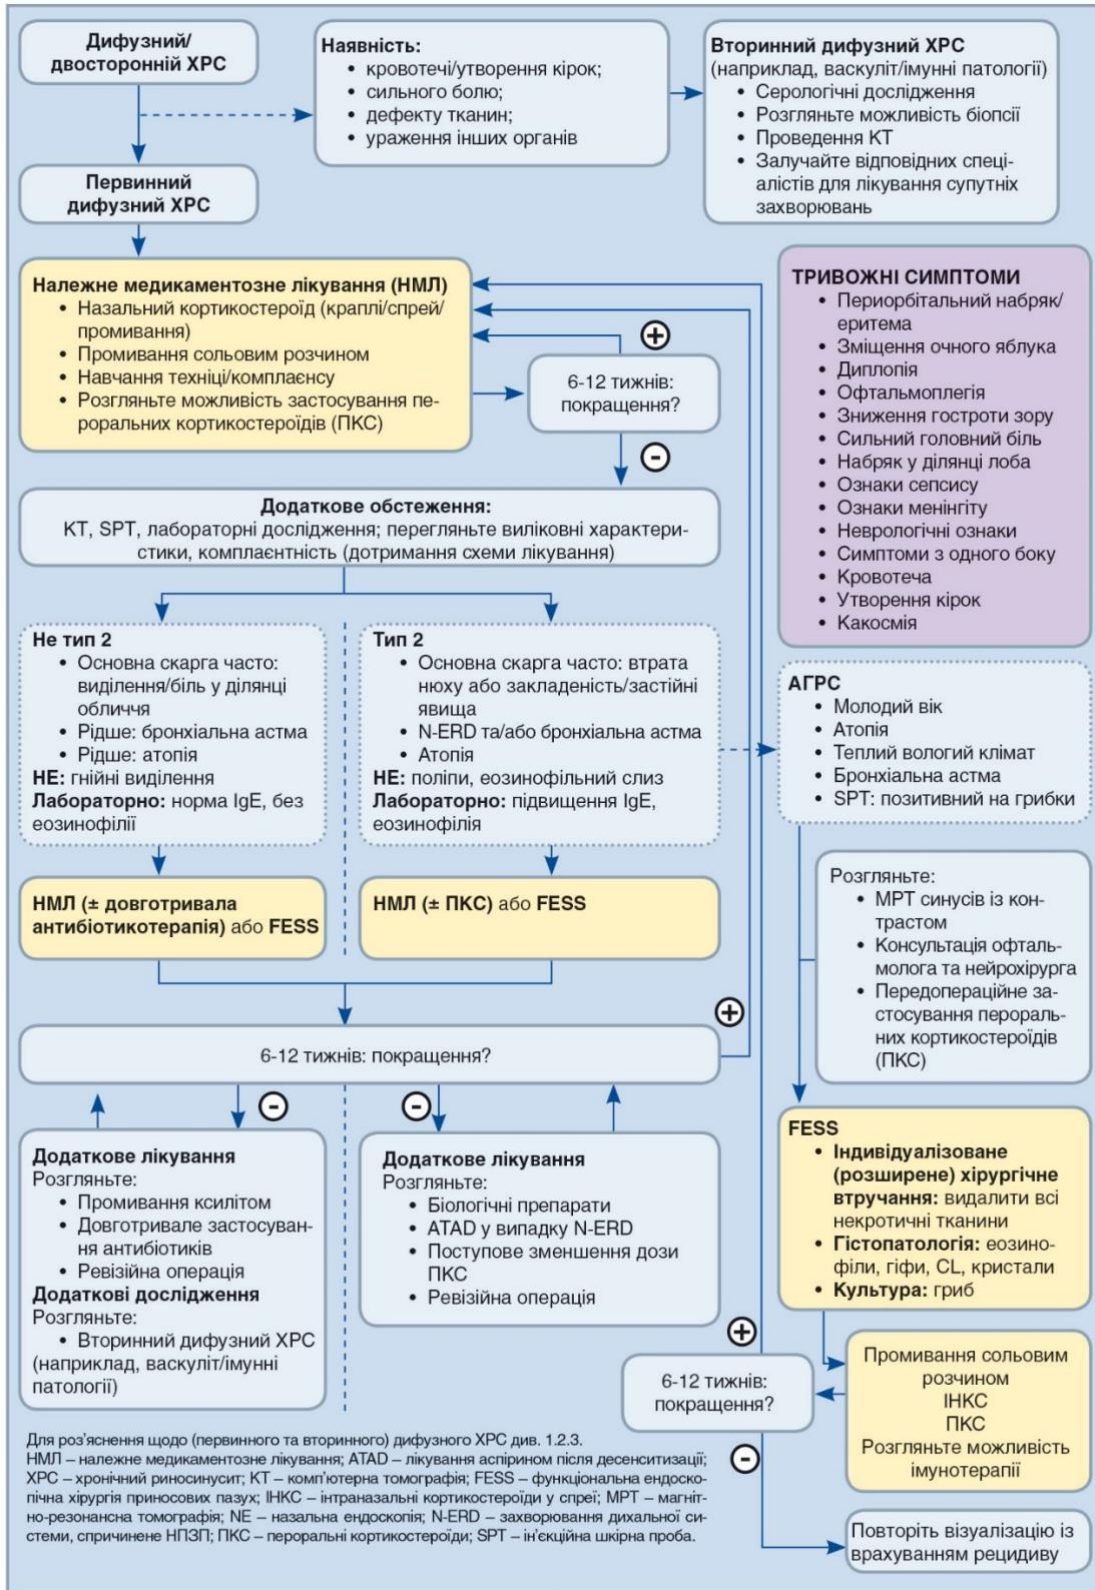 Дифузний/
двосторонній ХРС
Наявність:
• кровотечі/утворення кірок;
• сильного болю;
• дефекту тканин;
• ураження інших органів
Вторинний дифузний ХРС
(наприклад, васкуліт/імунні патології)
• Серологічні дослідження
• Розгляньте можливість біопсії
• Проведення КТ
• Залучайте відповідних спеці-
алістів для лікування супутніх
захворювань
Первинний
дифузний ХРС
Належне медикаментозне лікування (НМЛ)
• Назальний кортикостероїд (краплі/спрей/
промивання)
• Промивання сольовим розчином
• Навчання техніці/комплаєнсу
• Розгляньте можливість застосування пе-
роральних кортикостероїдів (ПКС)
+
6-12 тижнів:
покращення?
-
ТРИВОЖНІ СИМПТОМИ
• Периорбітальний набряк/
еритема
• Зміщення очного яблука
• Диплопія
• Офтальмоплегія
• Зниження гостроти зору
• Сильний головний біль
• Набряк у ділянці лоба
• Ознаки сепсису
• Ознаки менінгіту
• Неврологічні ознаки
• Симптоми з одного боку
• Кровотеча
• Утворення кірок
• Какосмія
Додаткове обстеження:
КТ, SPT, лабораторні дослідження; перегляньте виліковні характери-
стики, комплаєнтність (дотримання схеми лікування)
Не тип 2
• Основна скарга часто:
виділення/біль у ділянці
обличчя
• Рідше: бронхіальна астма
• Рідше: атопія
НЕ: гнійні виділення
Лабораторно: норма IgE, без
еозинофілії
Тип 2
• Основна скарга часто: втрата
нюху або закладеність/застійні
явища
• N-ERD та/або бронхіальна астма
• Атопія
НЕ: поліпи, еозинофільний слиз
Лабораторно: підвищення IgE,
еозинофілія
АГРС
• Молодий вік
• Атопія
• Теплий вологий клімат
• Бронхіальна астма
• SPT: позитивний на грибки
НМЛ (± довготривала
антибіотикотерапія) або FESS
НМЛ (± ПКС) або FESS
Розгляньте:
• МРТ синусів із кон-
трастом
• Консультація офталь-
молога та нейрохірурга
• Передопераційне за-
стосування перораль-
них кортикостероїдів
(ПКС)
+
6-12 тижнів: покращення?
-
-
Додаткове лікування
Розгляньте:
• Промивання ксилітом
• Довготривале застосуван-
ня антибіотиків
• Ревізійна операція
Додаткові дослідження
Розгляньте:
• Вторинний дифузний ХРС
(наприклад, васкуліт/імунні
патології)
Додаткове лікування
Розгляньте:
• Біологічні препарати
• ATAD у випадку N-ERD
• Поступове зменшення дози
ПКС
• Ревізійна операція
FESS
• Індивідуалізоване
(розширене) хірургічне
втручання: видалити всі
некротичні тканини
• Гістопатологія: еозино-
філи, гіфи, CL, кристали
• Культура: гриб
+
6-12 тижнів:
покращення?
-
Промивання сольовим
розчином
ІНКС
ПКС
Розгляньте можливість
імунотерапії
Повторіть візуалізацію із
врахуванням рецидиву
Для роз'яснення щодо (первинного та вторинного) дифузного ХРС див. 1.2.3.
НМЛ – належне медикаментозне лікування; ATAD – лікування аспірином після десенситизації;
ХРС – хронічний риносинусит; КТ – комп'ютерна томографія; FESS – функціональна ендоско-
пічна хірургія приносових пазух; ІНКС – інтраназальні кортикостероїди у спреї; МРТ – магніт-
но-резонансна томографія; NE – назальна ендоскопія; N-ERD – захворювання дихальної си-
стеми, спричинене НПЗП; ПКС – пероральні кортикостероїди; SPT – ін'єкційна шкірна проба.